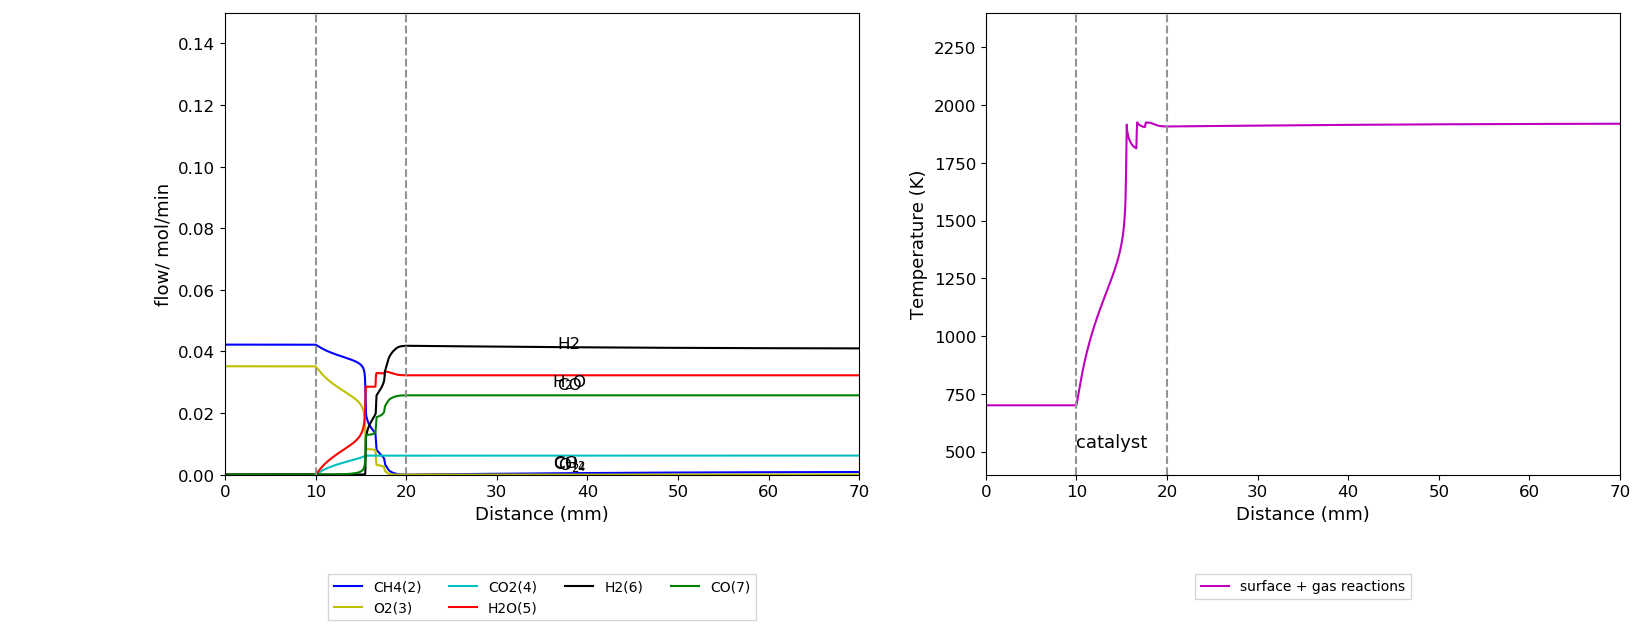 0.14
0.12
0.10
0.08
0.06
0.04
0.02
0.00
flow/ mol/min
0 10 20 30 40 50 60 70
Distance (mm)
H2
H2O
CO
CO2
CH4
O2
CH4(2) CO2(4) H2(6) CO(7)
O2(3) H2O(5)
2250
2000
1750
1500
1250
1000
750
500
Temperature (K)
catalyst
0 10 20 30 40 50 60 70
Distance (mm)
surface + gas reactions